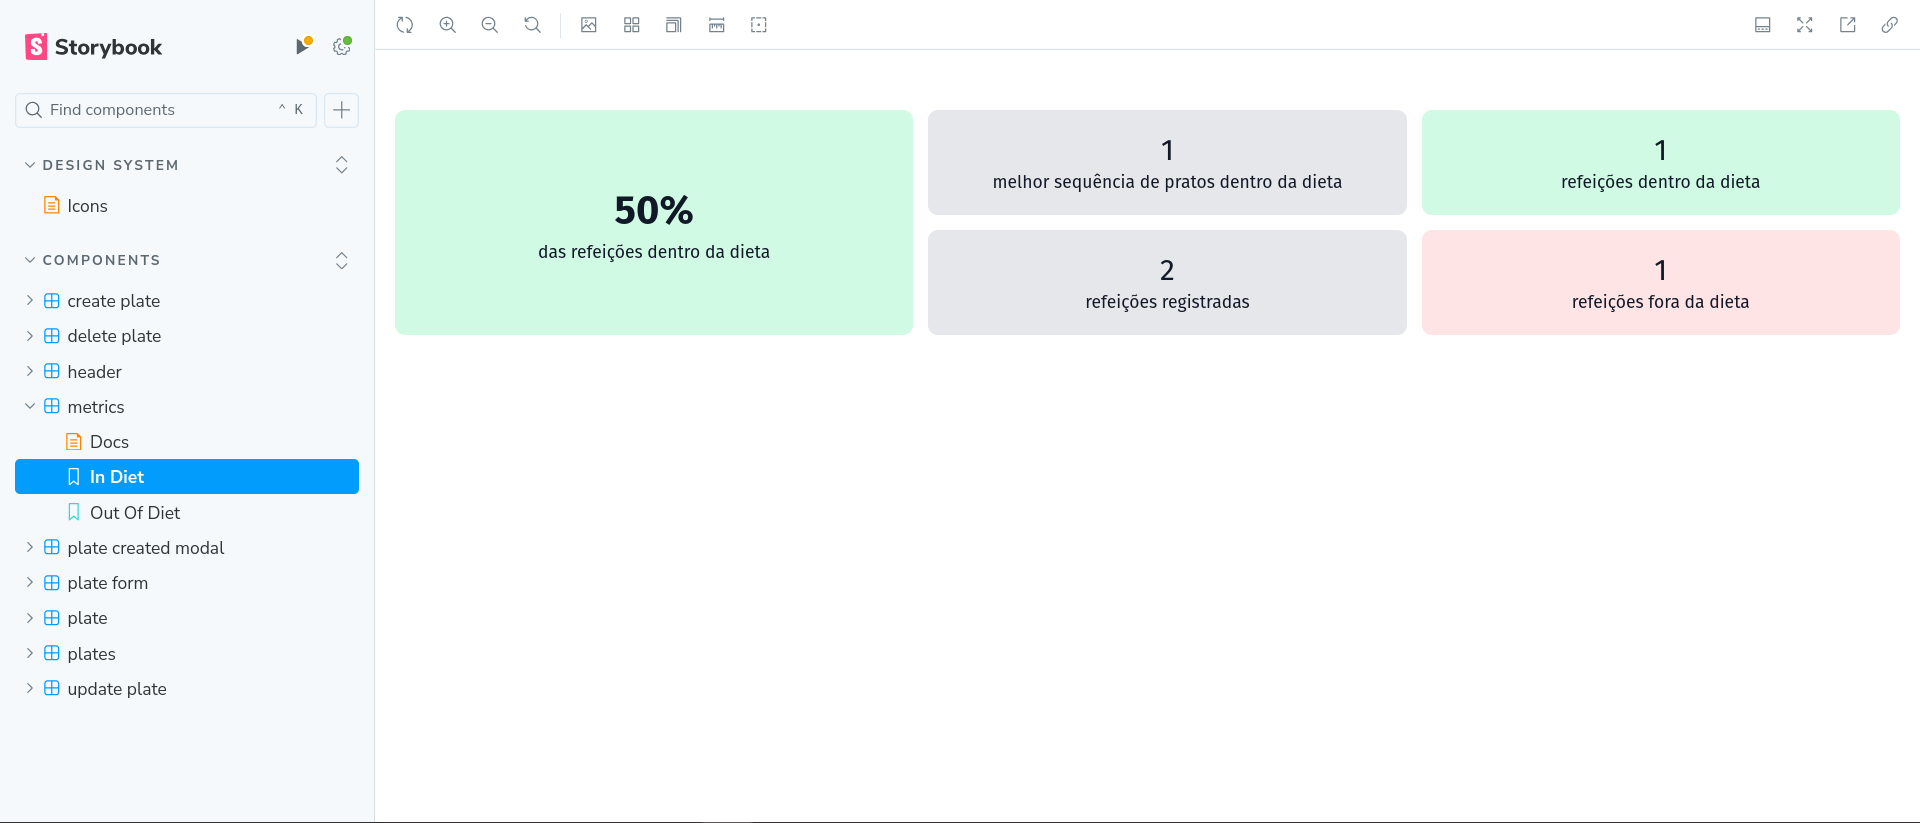 Storybook
Find components
^ K
DESIGN SYSTEM
Icons
COMPONENTS
create plate
delete plate
header
metrics
Docs
In Diet
Out Of Diet
plate created modal
plate form
plate
plates
update plate
50%
das refeições dentro da dieta
1
melhor sequência de pratos dentro da dieta
1
refeições dentro da dieta
2
refeições registradas
1
refeições fora da dieta